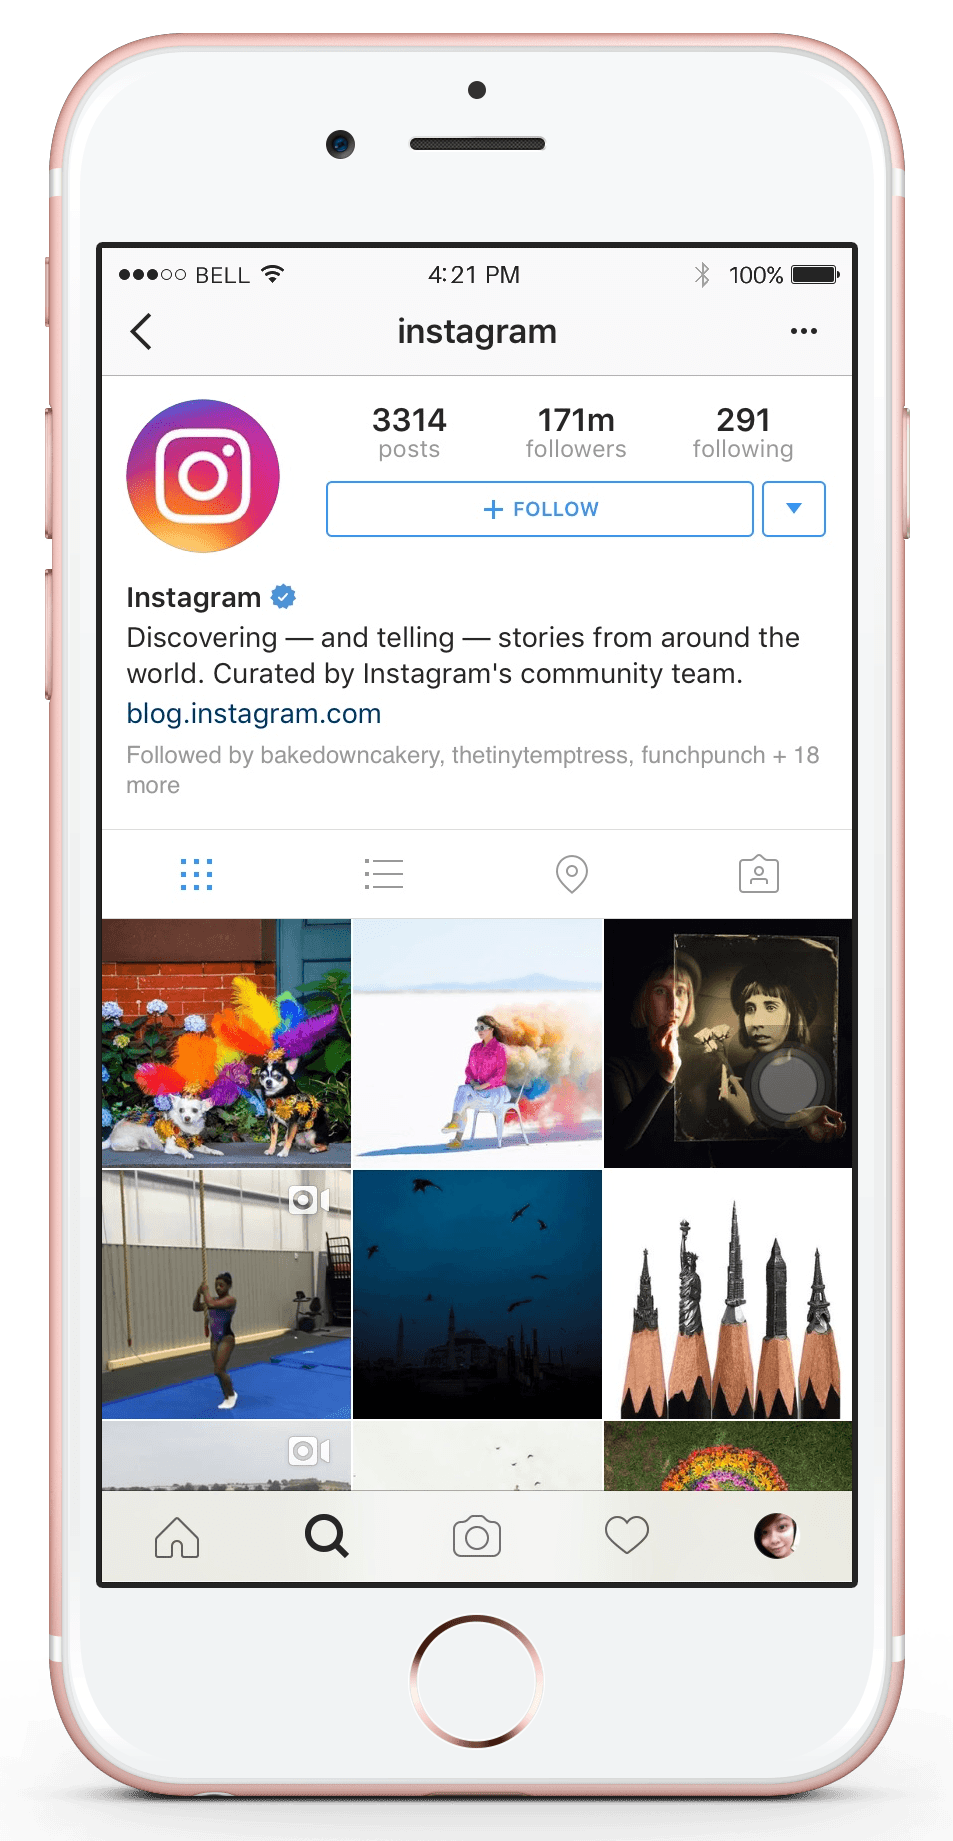 BELL 4:21 PM 100%
instagram
3314 171m 291
posts followers following
+ FOLLOW
Instagram
Discovering — and telling — stories from around the
world. Curated by Instagram's community team.
blog.instagram.com
Followed by bakedowncakery, thetinytemptress, funchpunch + 18
more